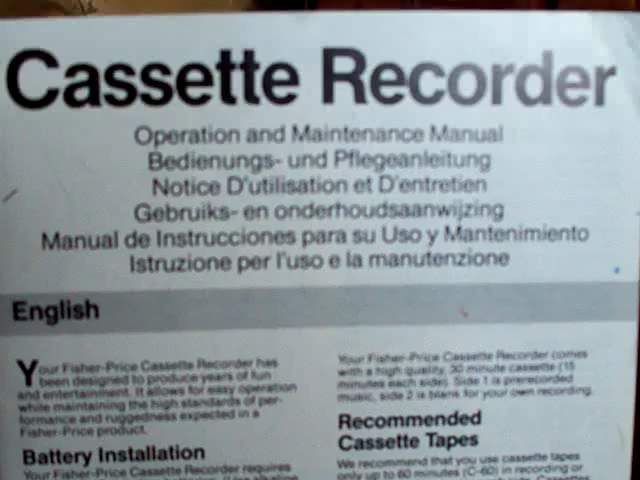 Cassette Recorder
Operation and Maintenance Manual
Bedienungs- und Pflegeanleitung
Notice D'utilisation et D'entretien
Gebruiks- en onderhoudsaanwijzing
Manual de Instrucciones para su Uso y Mantenimiento
Istruzione per l'uso e la manutenzione
English
Your Fisher-Price Cassette Recorder has
been designed to produce years of fun
and entertainment. It allows for easy operation
while maintaining the high standards of per-
formance and ruggedness expected in a
Fisher-Price product.
Battery Installation
Your Fisher-Price Cassette Recorder requires
Your Fisher-Price Cassette Recorder comes
with a high quality, 30 minute cassette (15
minutes each side). Side 1 is prerecorded
music, side 2 is blank for your own recording.
Recommended
Cassette Tapes
We recommend that you use cassette tapes
only up to 60 minutes (C-60) in recording or